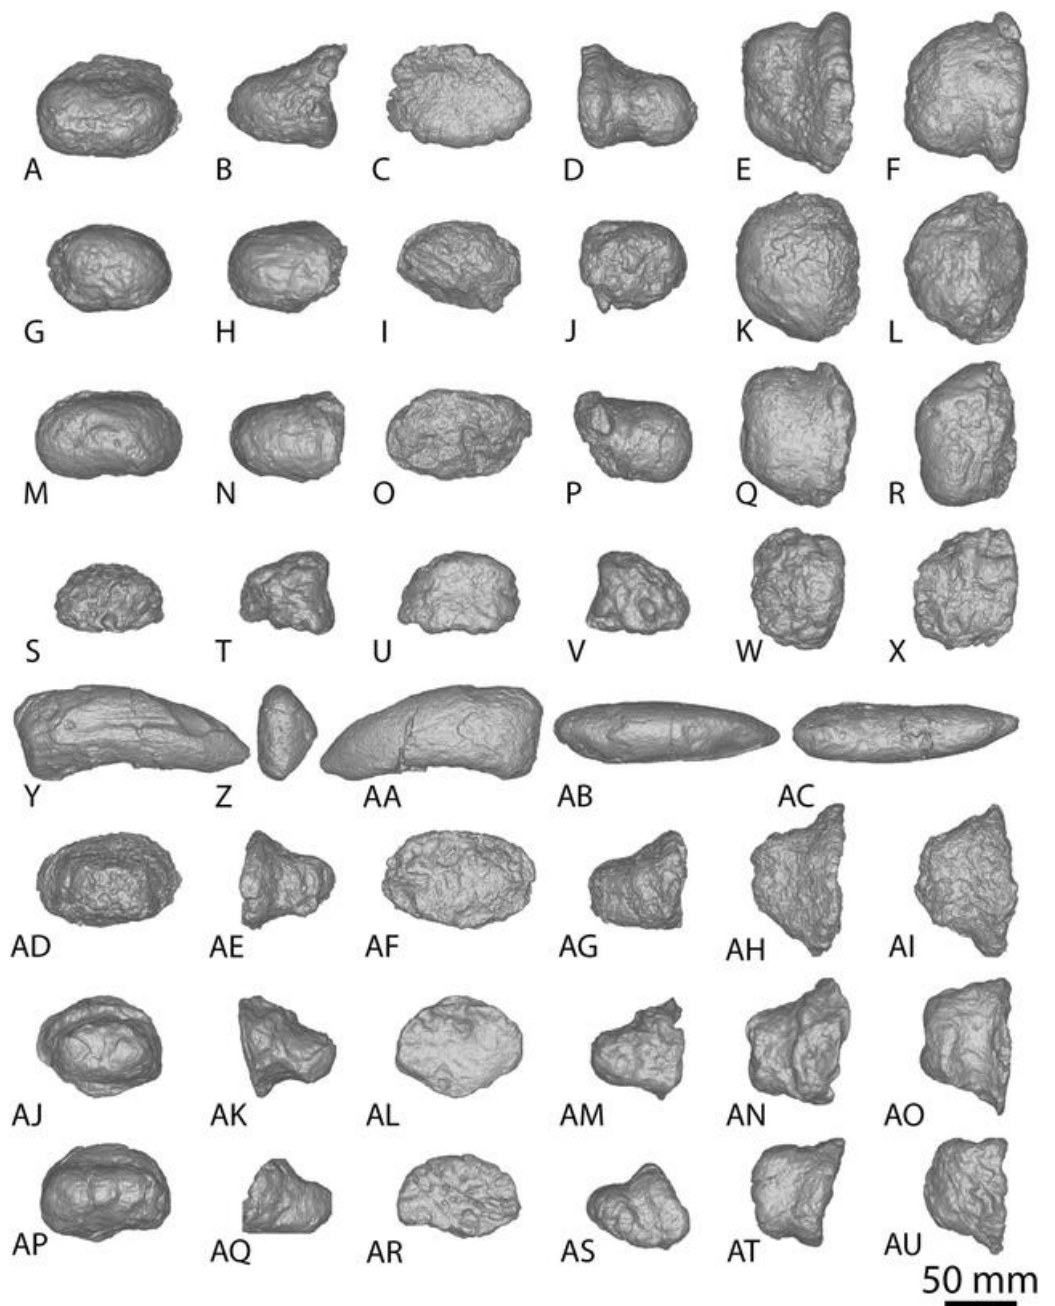 A B C D E F
G H I J K L
M N O P Q R
S T U V W X
Y Z AA AB AC
AD AE AF AG AH AI
AJ AK AL AM AN AO
AP AQ AR AS AT AU
50 mm